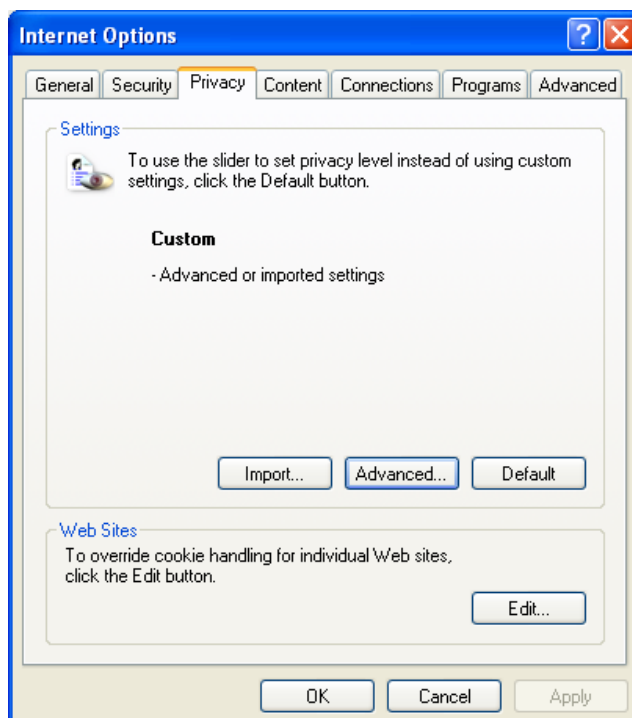 Internet Options
General Security Privacy Content Connections Programs Advanced
Settings
To use the slider to set privacy level instead of using custom
settings, click the Default button.
Custom
- Advanced or imported settings
Import... Advanced... Default
Web Sites
To override cookie handling for individual Web sites,
click the Edit button.
Edit...
OK Cancel Apply